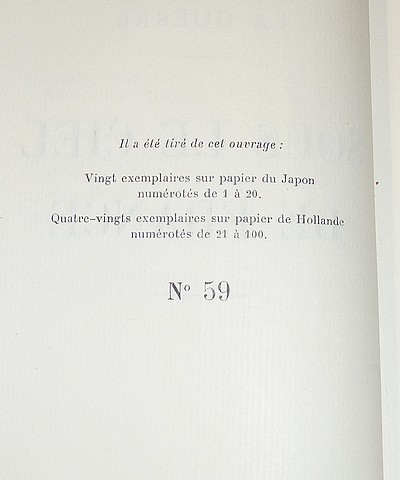 Il a été tiré de cet ouvrage :
Vingt exemplaires sur papier du Japon
numérotés de 1 à 20.
Quatre-vingts exemplaires sur papier de Hollande
numérotés de 21 à 100.
Nº 59